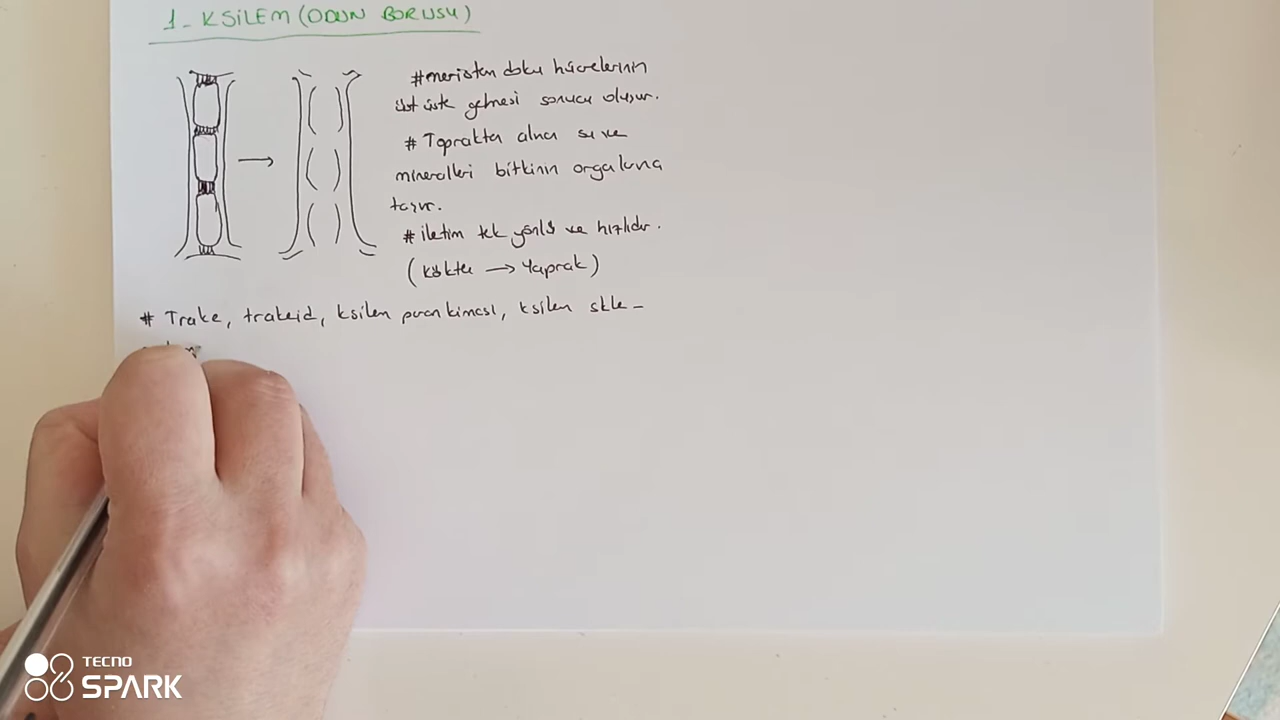 1- KSİLEM (ODUN BORUSU)
#meristem doku hücrelerinin
üst üste gelmesi sonucu oluşur.
# Topraktan alınan su ve
mineralleri bitkinin organlarına
taşır.
# iletim tek yönlü ve hızlıdır.
(Kökten → Yaprak)
# Trake, trakeid, ksilem parankiması, ksilem skle-
TECNO
SPARK